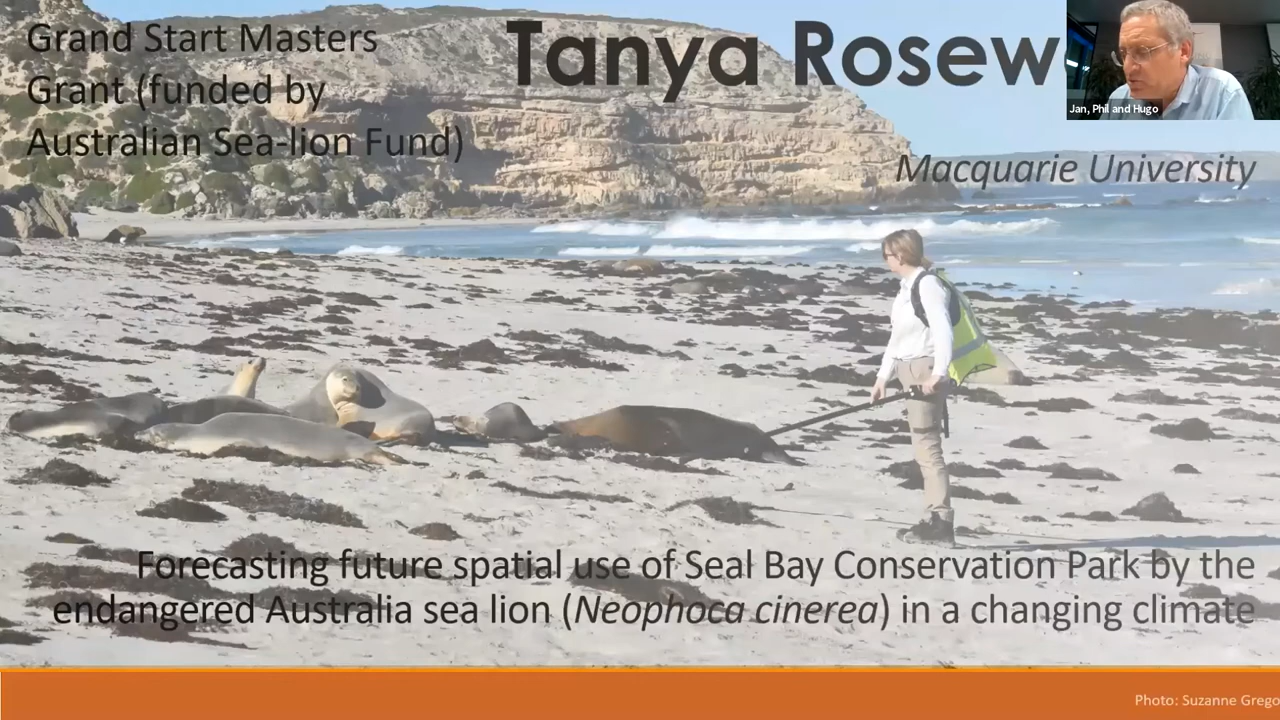 Grand Start Masters
Grant (funded by
Australian Sea-lion Fund)
Tanya Rosew
Jan, Phil and Hugo
Macquarie University
Forecasting future spatial use of Seal Bay Conservation Park by the
endangered Australia sea lion (Neophoca cinerea) in a changing climate
Photo: Suzanne Grego